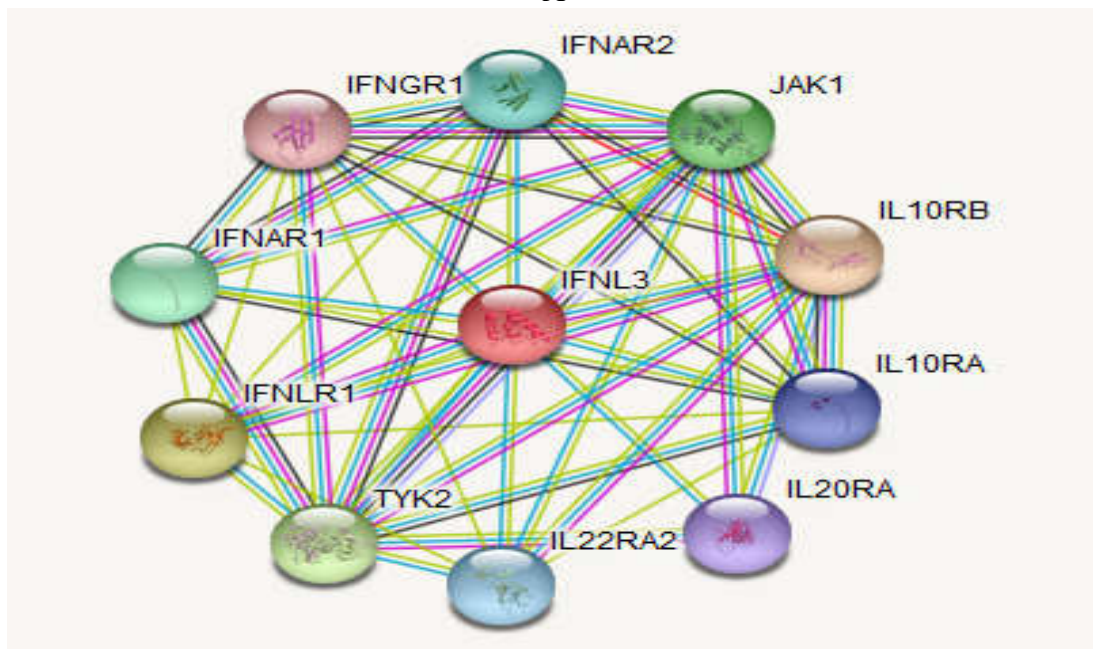 IFNAR2
IFNGR1
JAK1
IL10RB
IFNAR1
IFNL3
IL10RA
IFNLR1
IL20RA
TYK2
IL22RA2